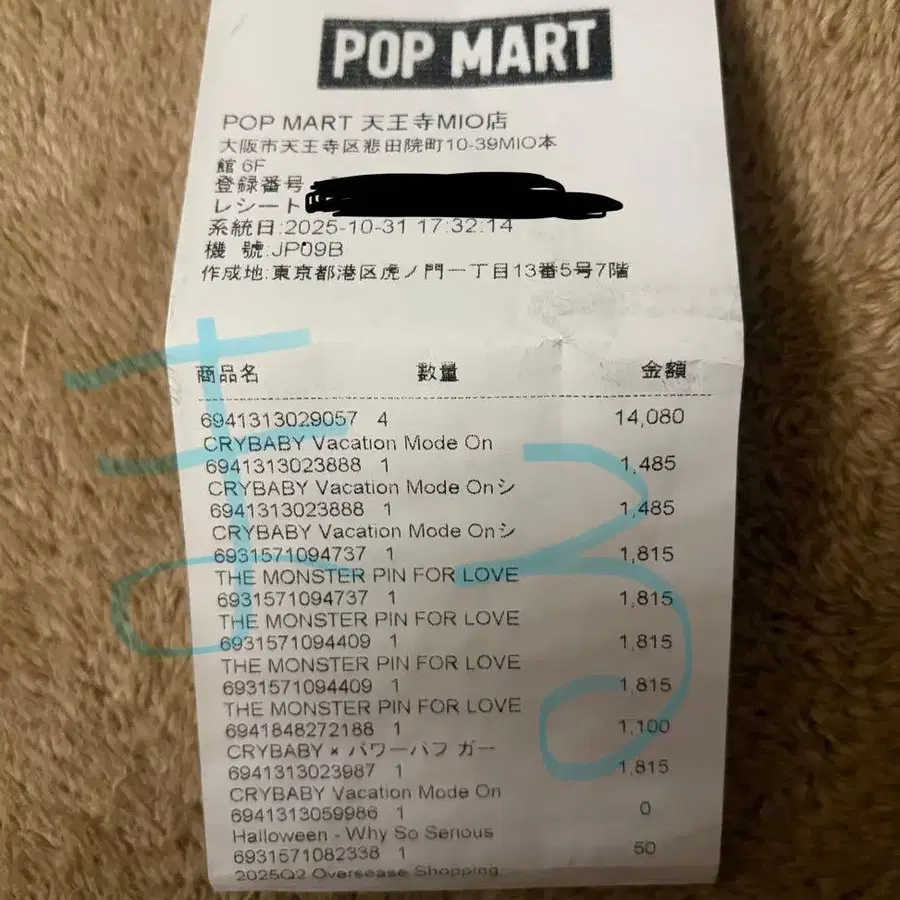 POP MART
POP MART 天王寺MIO店
大阪市天王寺区悲田院町10-39MIO本
館 6F
登録番号
レシート
系統日:2025-10-31 17:32:14
機 號:JP09B
作成地:東京都港区虎ノ門一丁目13番5号7階
商品名 数量 金額
6941313029057 4 14,080
CRYBABY Vacation Mode On
6941313023888 1 1,485
CRYBABY Vacation Mode Onシ
6941313023888 1 1,485
CRYBABY Vacation Mode Onシ
6931571094737 1 1,815
THE MONSTER PIN FOR LOVE
6931571094737 1 1,815
THE MONSTER PIN FOR LOVE
6931571094409 1 1,815
THE MONSTER PIN FOR LOVE
6931571094409 1 1,815
THE MONSTER PIN FOR LOVE
6941848272188 1 1,100
CRYBABY × パワーパフ ガー
6941313023987 1 1,815
CRYBABY Vacation Mode On
6941313059986 1 0
Halloween - Why So Serious
6931571082338 1 50
2025Q2 Oversease Shopping
まる